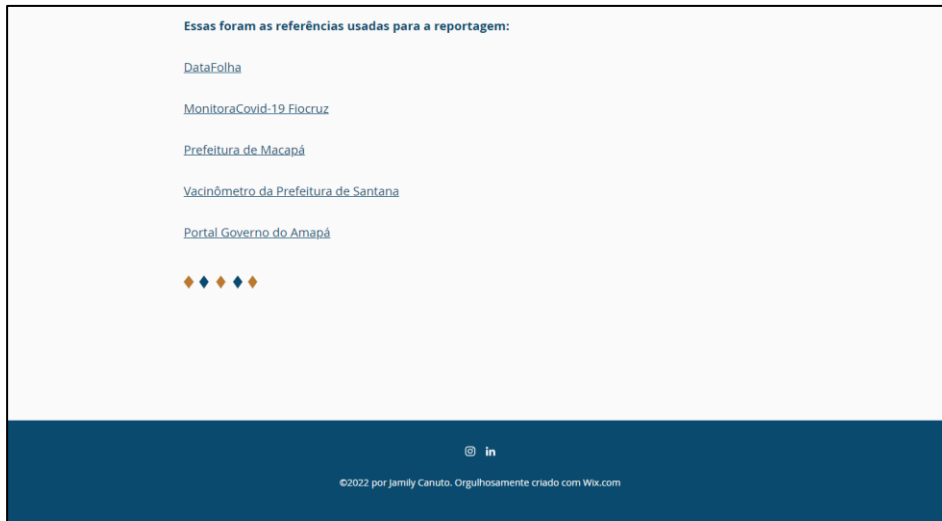 Essas foram as referências usadas para a reportagem:
DataFolha
MonitoraCovid-19 Fiocruz
Prefeitura de Macapá
Vacinômetro da Prefeitura de Santana
Portal Governo do Amapá
©2022 por Jamily Canuto. Orgulhosamente criado com Wix.com